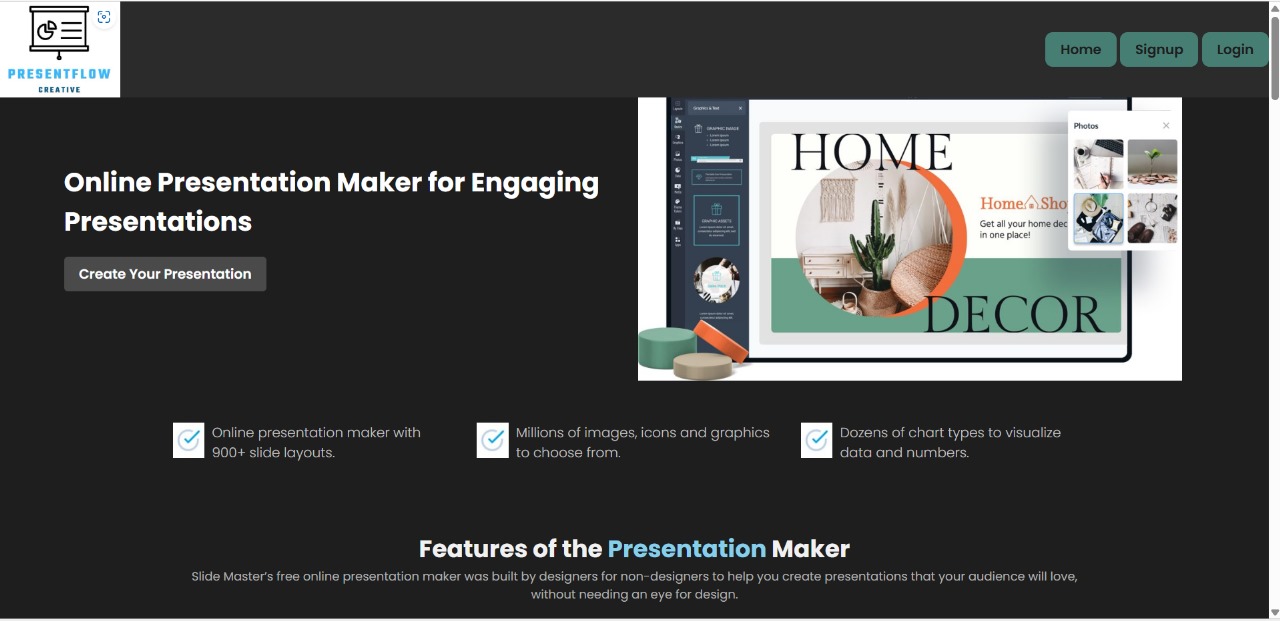 PRESENTFLOW
CREATIVE
Home
Signup
Login
Online Presentation Maker for Engaging
Presentations
Create Your Presentation
Graphics & Text
GRAPHIC IMAGE
GRAPHIC ASSETS
HOME
Home Sho
Get all your home dec
in one place!
DECOR
Photos
Online presentation maker with
900+ slide layouts.
Millions of images, icons and graphics
to choose from.
Dozens of chart types to visualize
data and numbers.
Features of the Presentation Maker
Slide Master's free online presentation maker was built by designers for non-designers to help you create presentations that your audience will love,
without needing an eye for design.